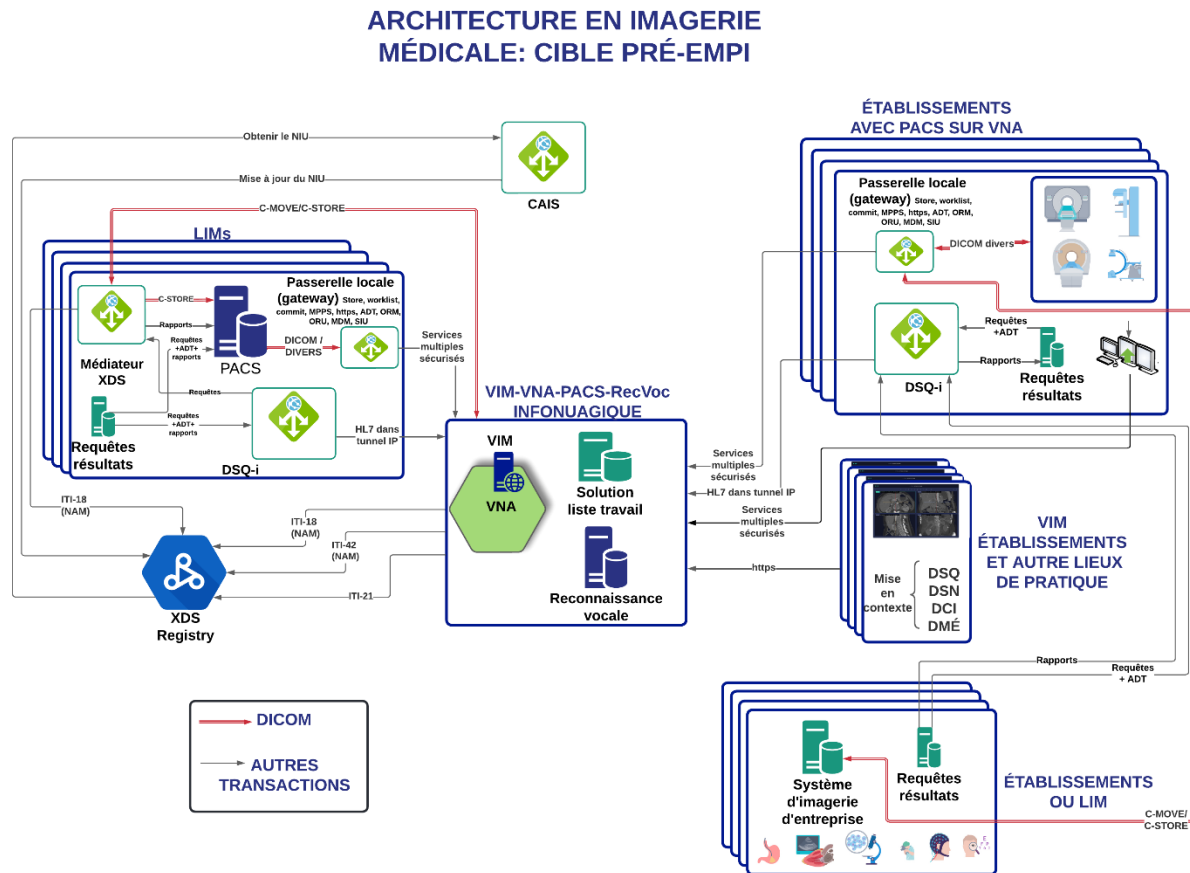 ARCHITECTURE EN IMAGERIE
MÉDICALE: CIBLE PRÉ-EMPI
Obtenir le NIU
Mise à jour du NIU
CAIS
C-MOVE/C-STORE
LIMs
C-STORE
Rapports
Requêtes
+ADT+
rapports
Médiateur
XDS
PACS
Passerelle locale
(gateway) Store, worklist,
commit, MPPS, https, ADT, ORM,
ORU, MDM, SIU
DICOM /
DIVERS
Requêtes
Requêtes
+ADT+
rapports
Requêtes
résultats
DSQ-i
Services
multiples
sécurisés
HL7 dans
tunnel IP
ITI-18
(NAM)
ITI-18
(NAM)
ITI-42
(NAM)
ITI-21
XDS
Registry
VIM-VNA-PACS-RecVoc
INFONUAGIQUE
VIM
VNA
Solution
liste travail
Reconnaissance
vocale
ÉTABLISSEMENTS
AVEC PACS SUR VNA
Passerelle locale
(gateway) Store, worklist,
commit, MPPS, https, ADT, ORM,
ORU, MDM, SIU
DICOM divers
DSQ-i
Requêtes
+ADT
Rapports
Requêtes
résultats
Services
multiples
sécurisés
HL7 dans tunnel IP
Services
multiples
sécurisés
https
Mise
en
contexte
DSQ
DSN
DCI
DMÉ
VIM
ÉTABLISSEMENTS
ET AUTRE LIEUX
DE PRATIQUE
Rapports
Requêtes
+ ADT
Système
d'imagerie
d'entreprise
Requêtes
résultats
ÉTABLISSEMENTS
OU LIM
C-MOVE/
C-STORE
DICOM
AUTRES
TRANSACTIONS